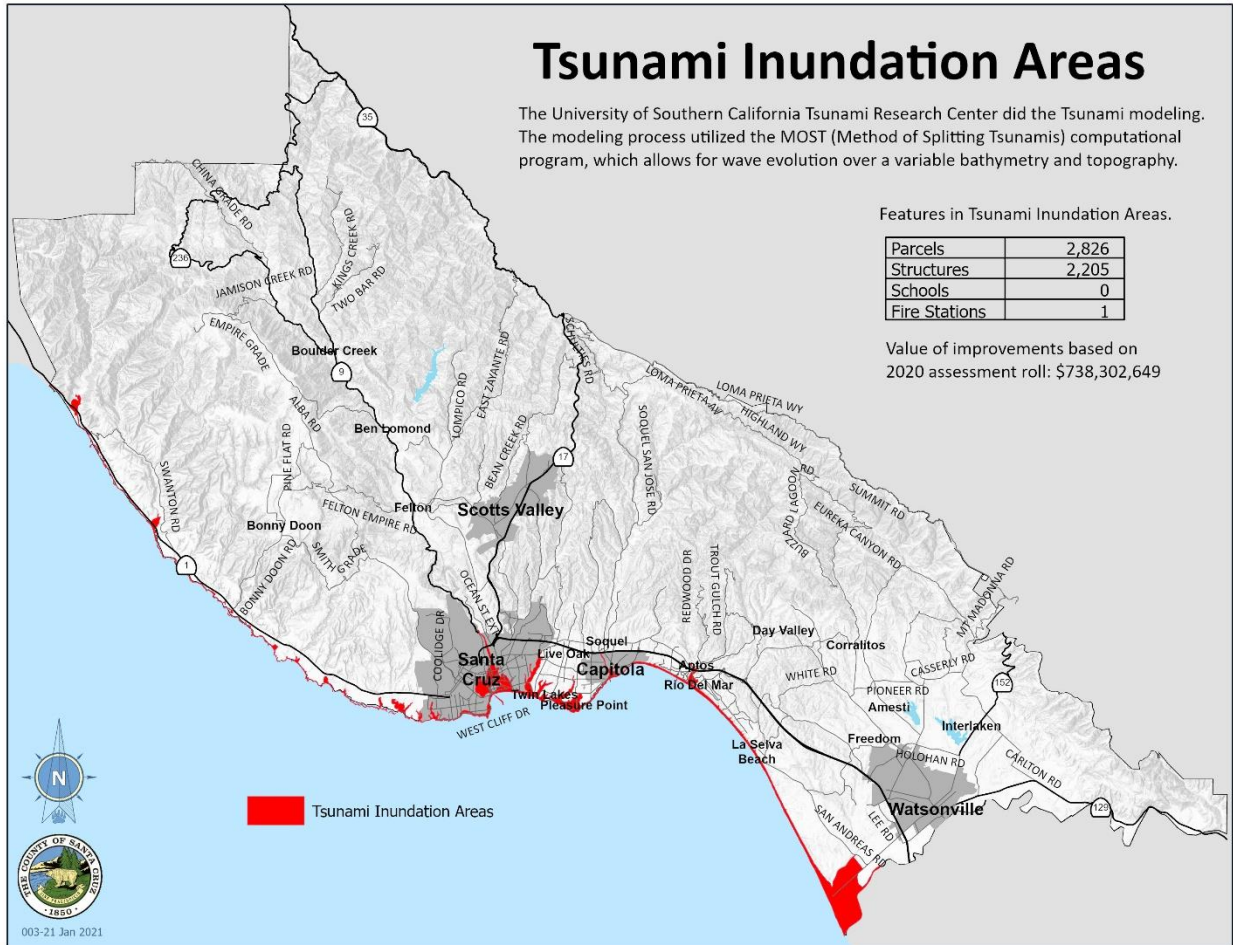 Tsunami Inundation Areas
The University of Southern California Tsunami Research Center did the Tsunami modeling.
The modeling process utilized the MOST (Method of Splitting Tsunamis) computational
program, which allows for wave evolution over a variable bathymetry and topography.
Features in Tsunami Inundation Areas.
Parcels 2,826
Structures 2,205
Schools 0
Fire Stations 1
Value of improvements based on
2020 assessment roll: $738,302,649
35
CHINA GRADE RD
236
KINGS CREEK RD
JAMISON CREEK RD
TWO BAR RD
EMPIRE GRADE
Boulder Creek
9
SCHULTIES RD
LOMPICO RD
EAST ZAYANTE RD
LOMA PRIETA AV
LOMA PRIETA WY
HIGHLAND WY
ALBA RD
Ben Lomond
BEAN CREEK RD
SOQUEL SAN JOSE RD
17
SUMMIT RD
PINE FLAT RD
SWANTON RD
Felton
Scotts Valley
FELTON EMPIRE RD
Bonny Doon
BUZZARD LAGOON RD
EUREKA CANYON RD
1
BONNY DOON RD
SMITH GRADE
OCEAN ST EXT
REDWOOD DR
TROUT GULCH RD
MT MADONNA RD
COOLIDGE DR
Day Valley
Corralitos
Santa
Cruz
Live Oak
Soquel
Capitola
Aptos
Rio Del Mar
WHITE RD
CASSERLY RD
152
PIONEER RD
Amesti
Twin Lakes
Pleasure Point
WEST CLIFF DR
Interlaken
La Selva
Beach
Freedom
HOLOHAN RD
CARLTON RD
Watsonville
129
SAN ANDREAS RD
LEE RD
N
Tsunami Inundation Areas
THE COUNTY OF SANTA CRUZ
1850
003-21 Jan 2021